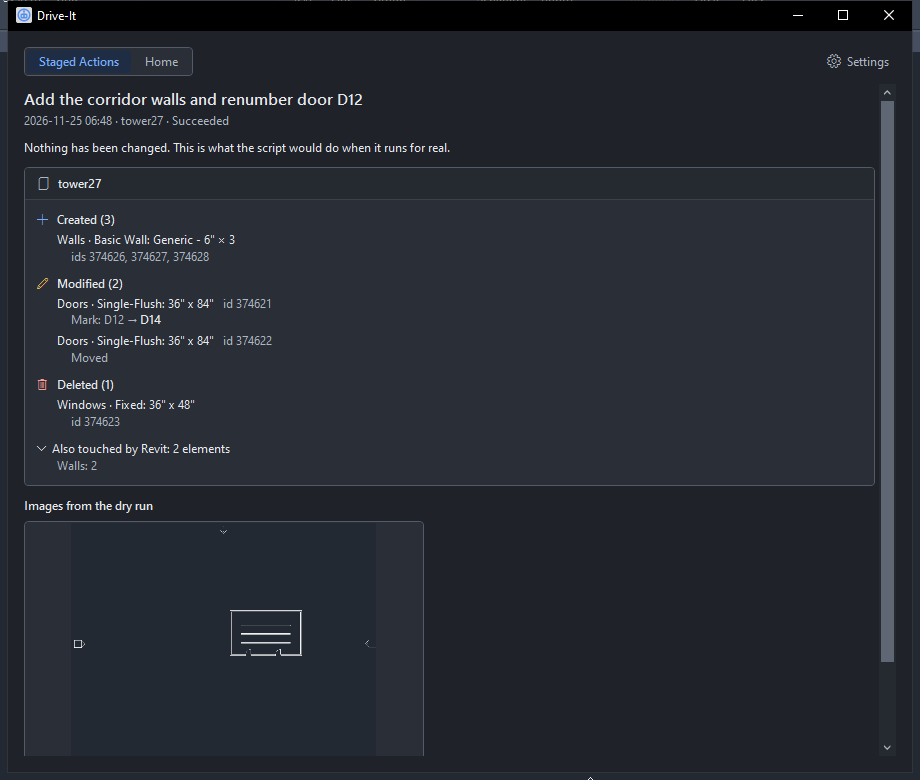 Drive-It
Staged Actions
Home
Settings
Add the corridor walls and renumber door D12
2026-11-25 06:48 · tower27 · Succeeded
Nothing has been changed. This is what the script would do when it runs for real.
tower27
Created (3)
Walls · Basic Wall: Generic - 6" × 3
ids 374626, 374627, 374628
Modified (2)
Doors · Single-Flush: 36" x 84" id 374621
Mark: D12 → D14
Doors · Single-Flush: 36" x 84" id 374622
Moved
Deleted (1)
Windows · Fixed: 36" x 48"
id 374623
Also touched by Revit: 2 elements
Walls: 2
Images from the dry run